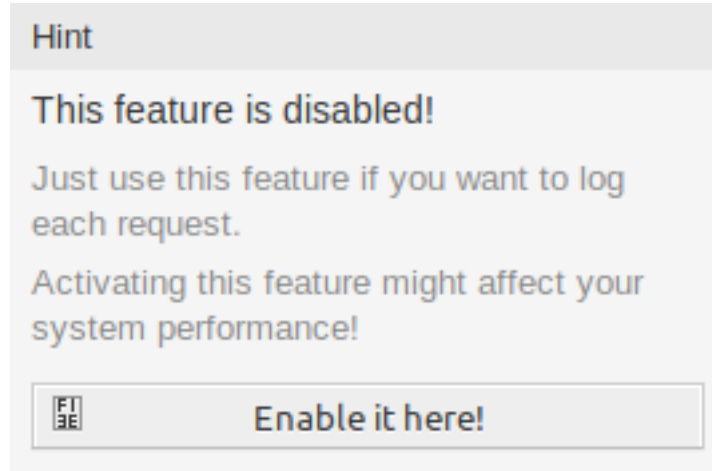 Hint
This feature is disabled!
Just use this feature if you want to log
each request.
Activating this feature might affect your
system performance!
Enable it here!